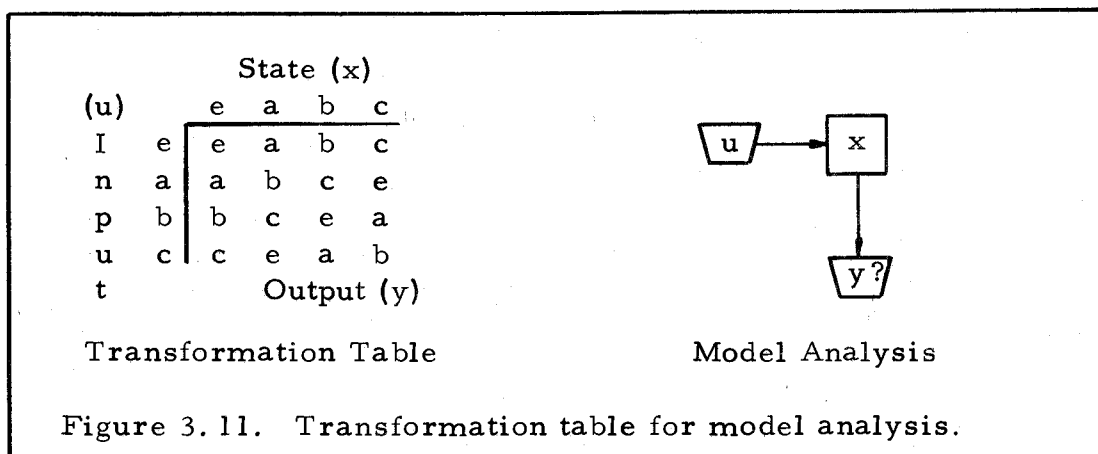 State (x)
(u) e a b c
I e e a b c
n a a b c e
p b b c e a
u c c e a b
t Output (y)
Transformation Table
u x
y?
Model Analysis
Figure 3.11. Transformation table for model analysis.